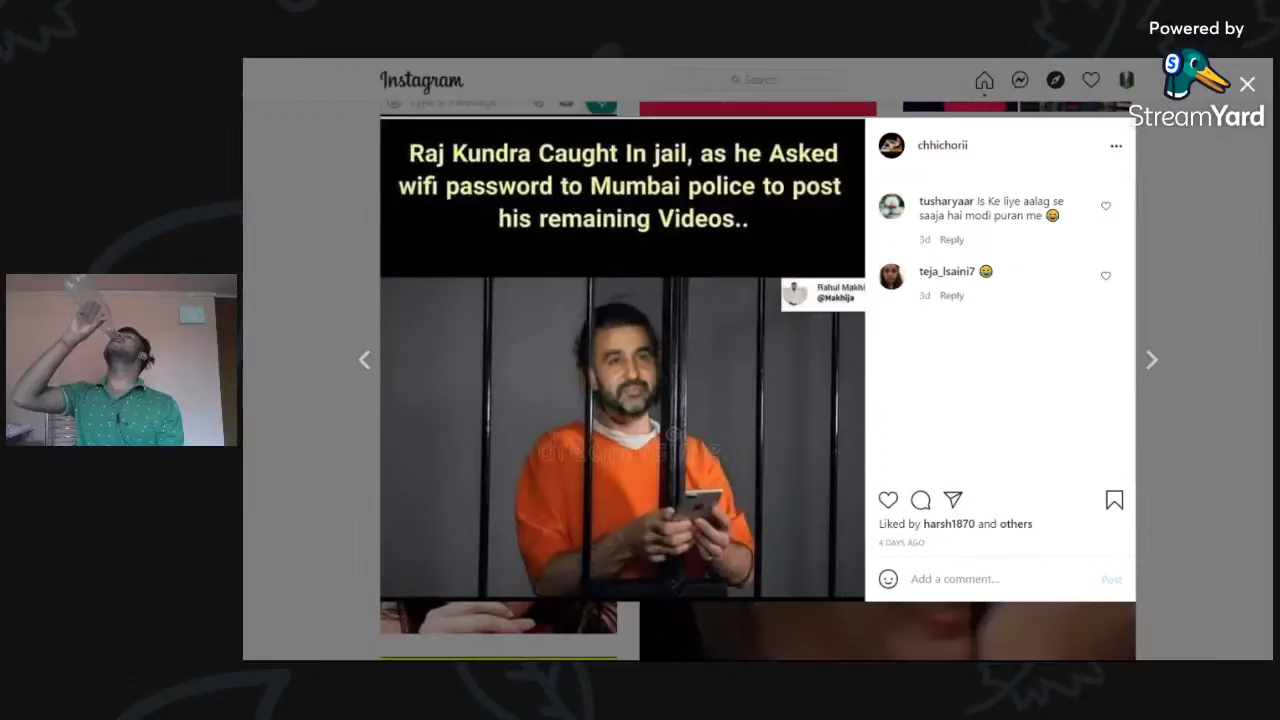 Powered by
StreamYard
Instagram
Search
Raj Kundra Caught In jail, as he Asked
wifi password to Mumbai police to post
his remaining Videos..
Rahul Makhi
@Makhija
chhichorii
tusharyaar Is Ke liye aalag se
saaja hai modi puran me 😂
3d Reply
teja_lsaini7 😂
3d Reply
Liked by harsh1870 and others
4 DAYS AGO
Add a comment...
Post